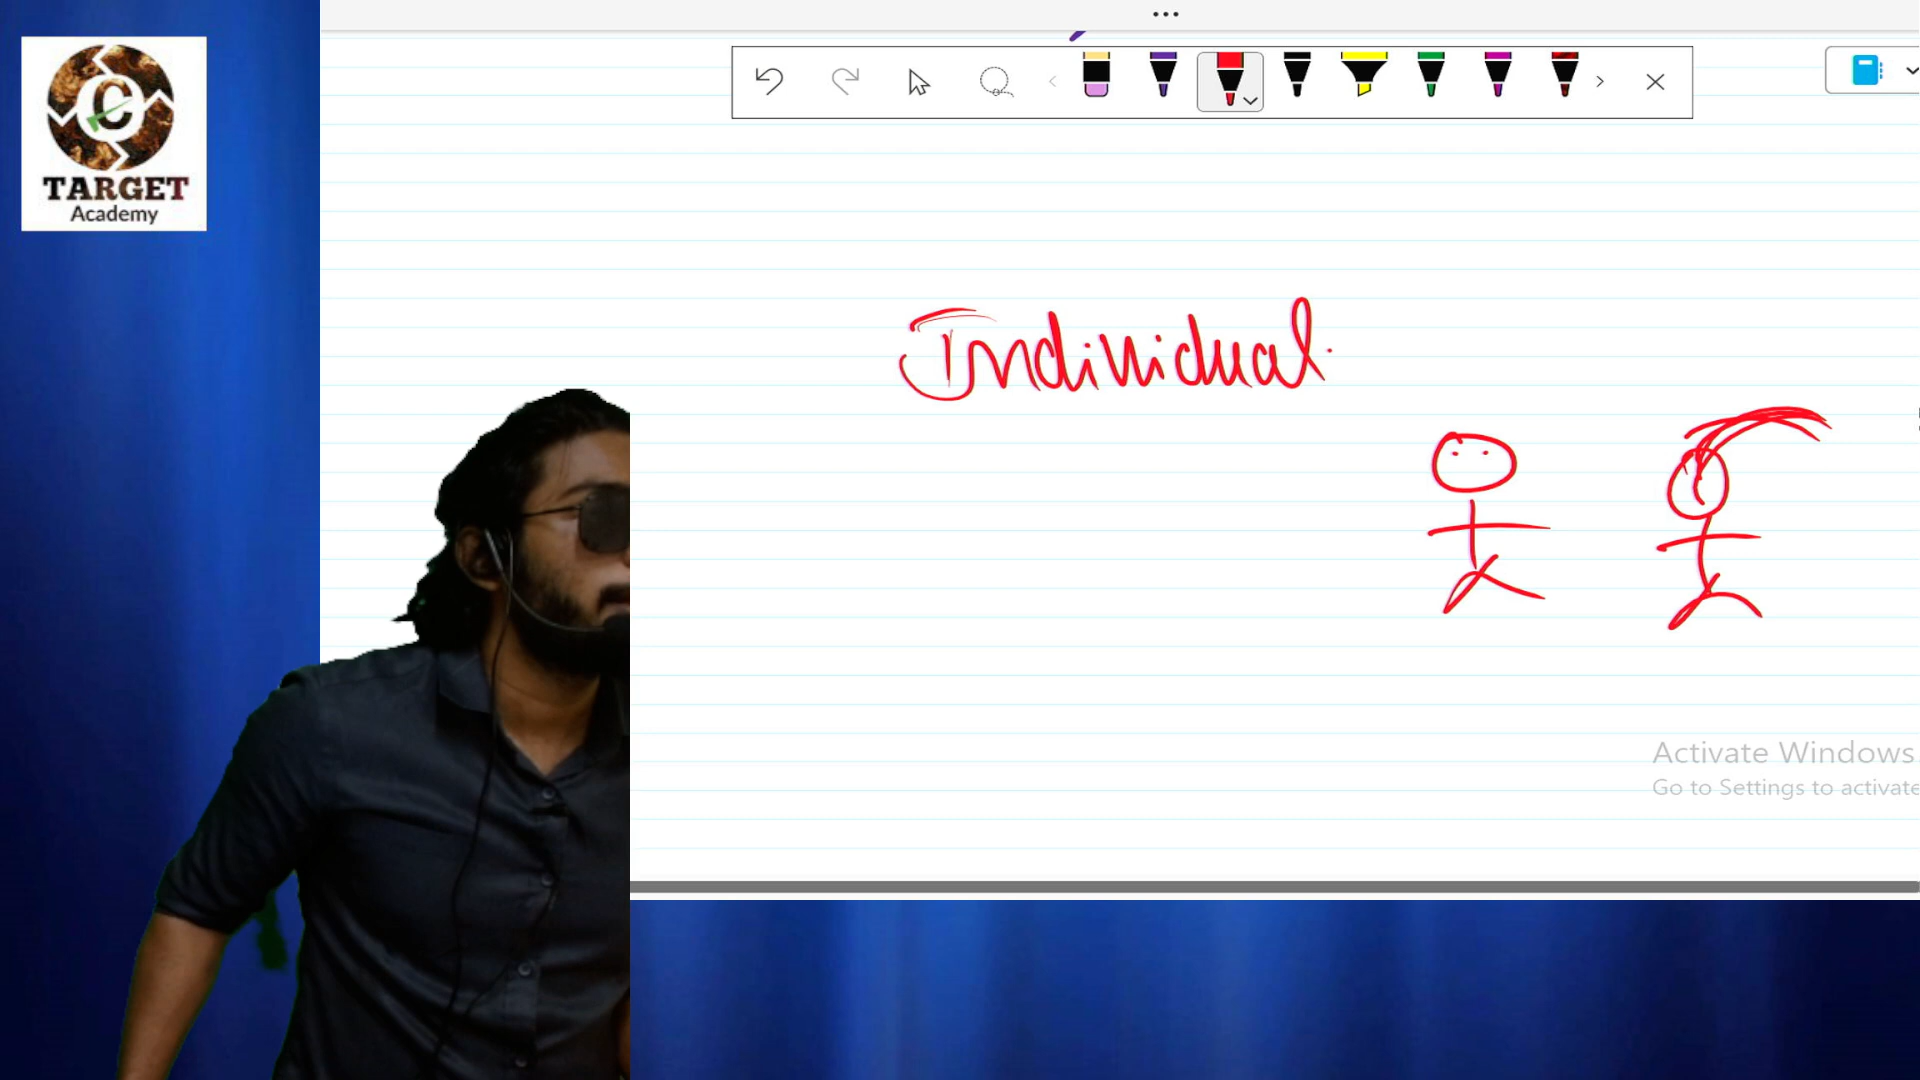 TARGET
Academy
Individual.
Activate Windows
Go to Settings to activate